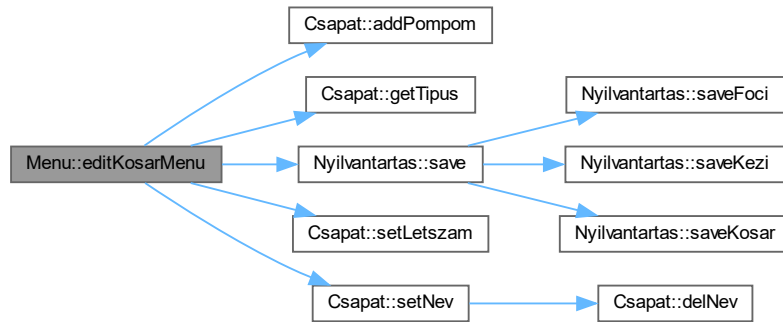 Csapat::addPompom
Csapat::getTipus
Nyilvantartas::saveFoci
Menu::editKosarMenu
Nyilvantartas::save
Nyilvantartas::saveKezi
Csapat::setLetszam
Nyilvantartas::saveKosar
Csapat::setNev
Csapat::delNev